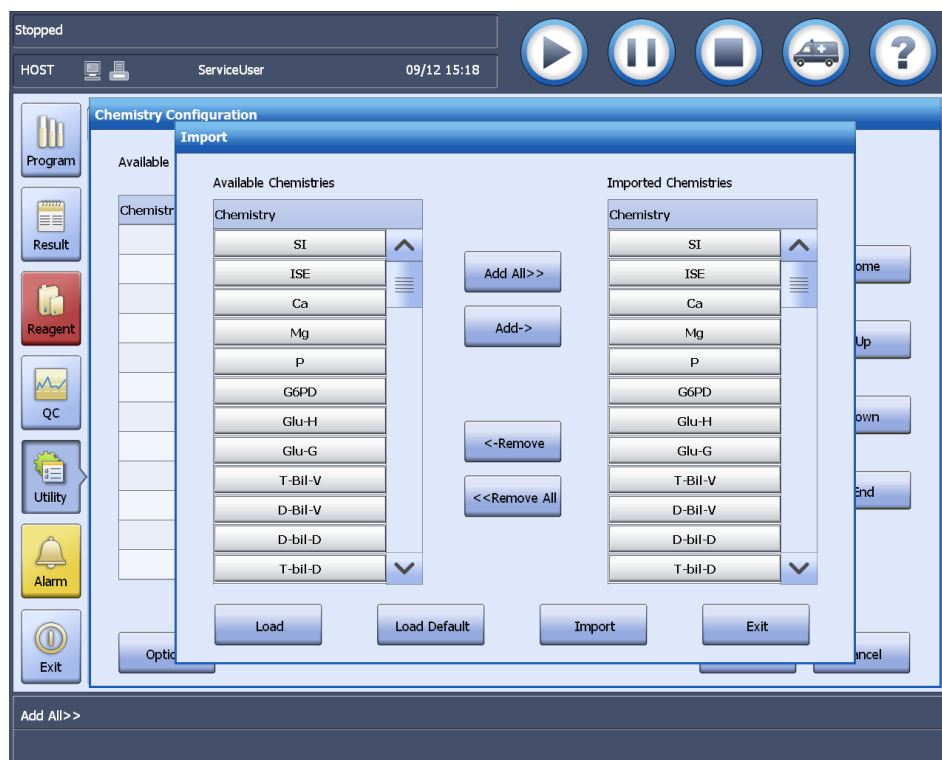 Stopped
HOST ServiceUser 09/12 15:18
?
Chemistry Configuration
Import
Program
Result
Reagent
QC
Utility
Alarm
Exit
Available
Chemistr
Available Chemistries
Chemistry
SI
ISE
Ca
Mg
P
G6PD
Glu-H
Glu-G
T-Bil-V
D-Bil-V
D-bil-D
T-bil-D
Add All>>
Add->
<-Remove
<<Remove All
Imported Chemistries
Chemistry
SI
ISE
Ca
Mg
P
G6PD
Glu-H
Glu-G
T-Bil-V
D-Bil-V
D-bil-D
T-bil-D
ome
Up
own
End
Load Load Default Import Exit
Optic ancel
Add All>>